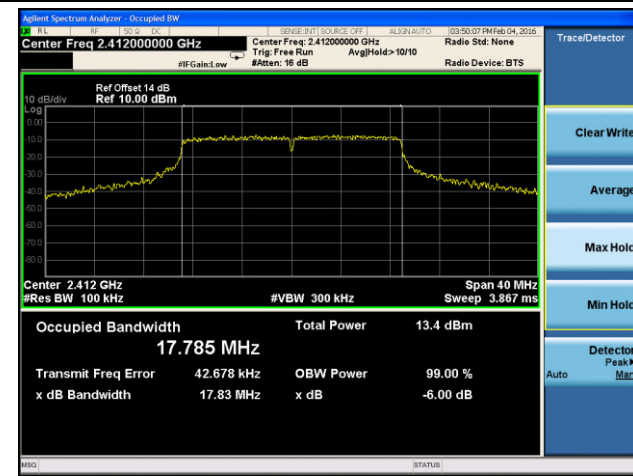 Agilent Spectrum Analyzer - Occupied BW
RL RF 50 Ω DC SENSE:INT SOURCE OFF ALIGN AUTO 03:50:07 PM Feb 04, 2016
Center Freq 2.412000000 GHz Center Freq: 2.412000000 GHz Radio Std: None
Trig: Free Run Avg|Hold:>10/10
#IFGain:Low #Atten: 16 dB Radio Device: BTS
Trace/Detector
Ref Offset 14 dB
10 dB/div Ref 10.00 dBm
Log
0.00
-10.0
-20.0
-30.0
-40.0
-50.0
-60.0
-70.0
-80.0
Center 2.412 GHz Span 40 MHz
#Res BW 100 kHz #VBW 300 kHz Sweep 3.867 ms
Occupied Bandwidth Total Power 13.4 dBm
17.785 MHz
Transmit Freq Error 42.678 kHz OBW Power 99.00 %
x dB Bandwidth 17.83 MHz x dB -6.00 dB
Clear Write
Average
Max Hold
Min Hold
Detector
Peak
Auto Man
MSG STATUS